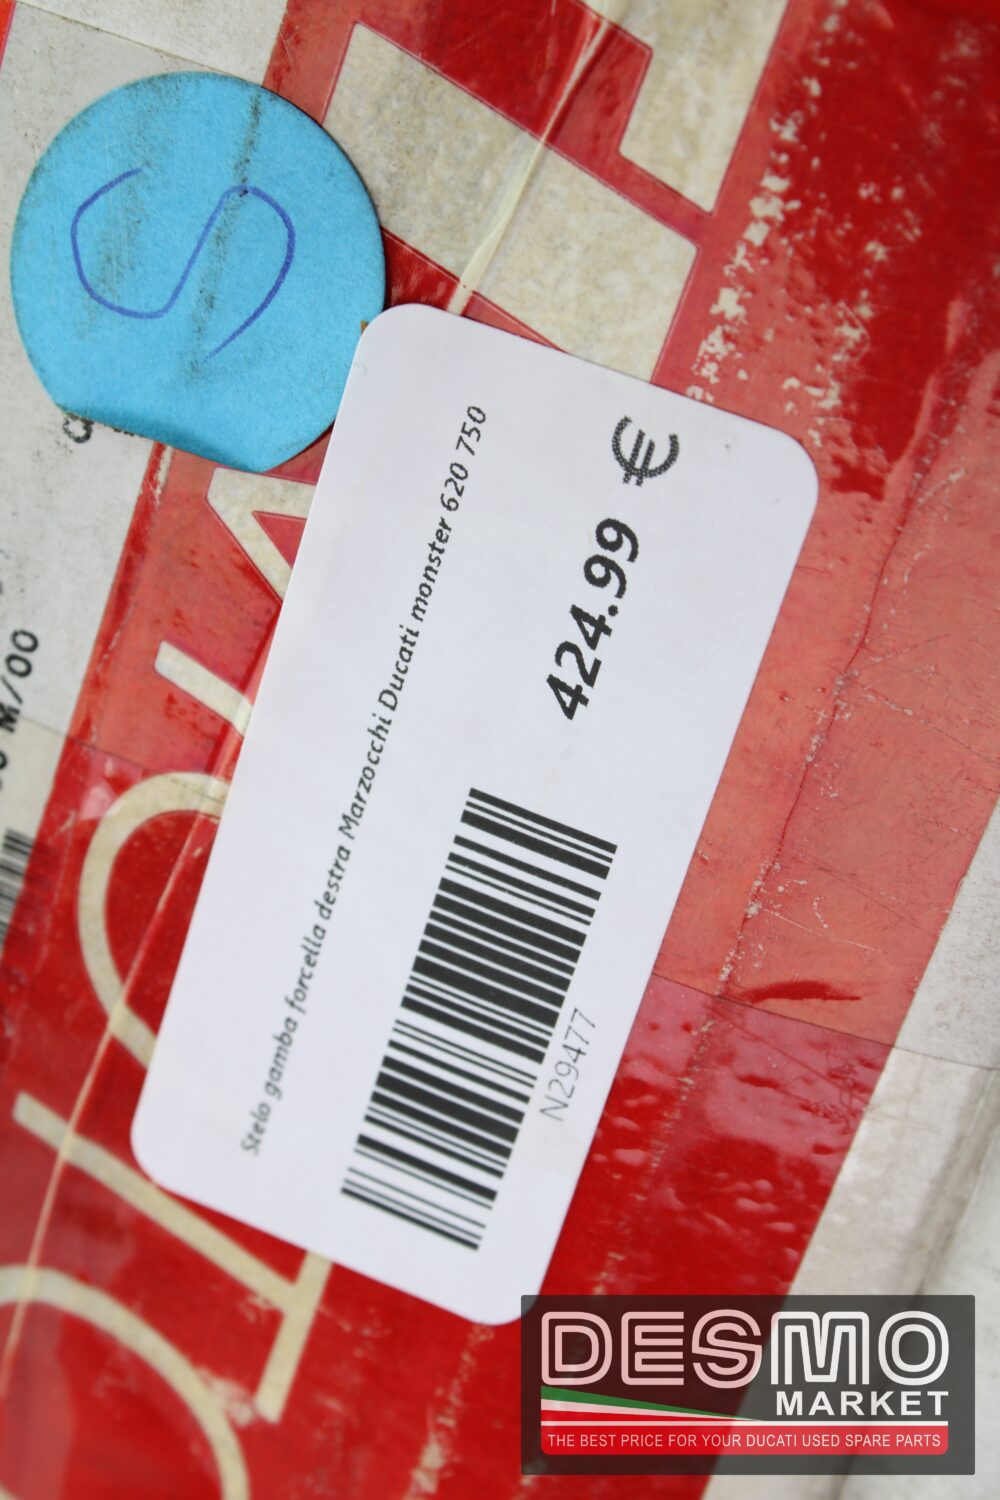 S
Stelo gamba forcella destra Marzocchi Ducati monster 620 750
424.99 €
N29477
M/00
DESMO
MARKET
THE BEST PRICE FOR YOUR DUCATI USED SPARE PARTS